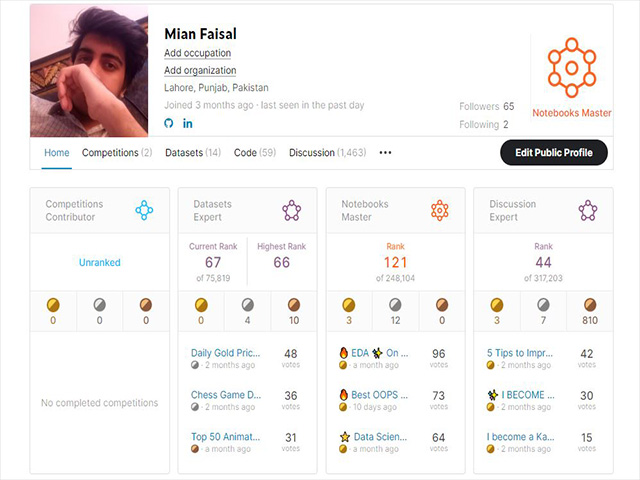 Mian Faisal
Add occupation
Add organization
Lahore, Punjab, Pakistan
Joined 3 months ago · last seen in the past day
in
Followers 65
Following 2
Notebooks Master
Home Competitions (2) Datasets (14) Code (59) Discussion (1,463) ••• Edit Public Profile
Competitions
Contributor
Unranked
0 0 0
No completed competitions
Datasets
Expert
Current Rank Highest Rank
67 66
of 75,819
0 4 10
Daily Gold Pric... 48
· 2 months ago votes
Chess Game D... 36
· 2 months ago votes
Top 50 Animat... 31
· a month ago votes
Notebooks
Master
Rank
121
of 248,104
3 12 0
🔥 EDA ✨ On ... 96
· a month ago votes
🔥 Best OOPS ... 73
· 10 days ago votes
⭐ Data Scien... 64
· a month ago votes
Discussion
Expert
Rank
44
of 317,203
3 7 810
5 Tips to Impr... 42
· 2 months ago votes
✨ I BECOME ... 30
· 2 months ago votes
I become a Ka... 15
· 2 months ago votes